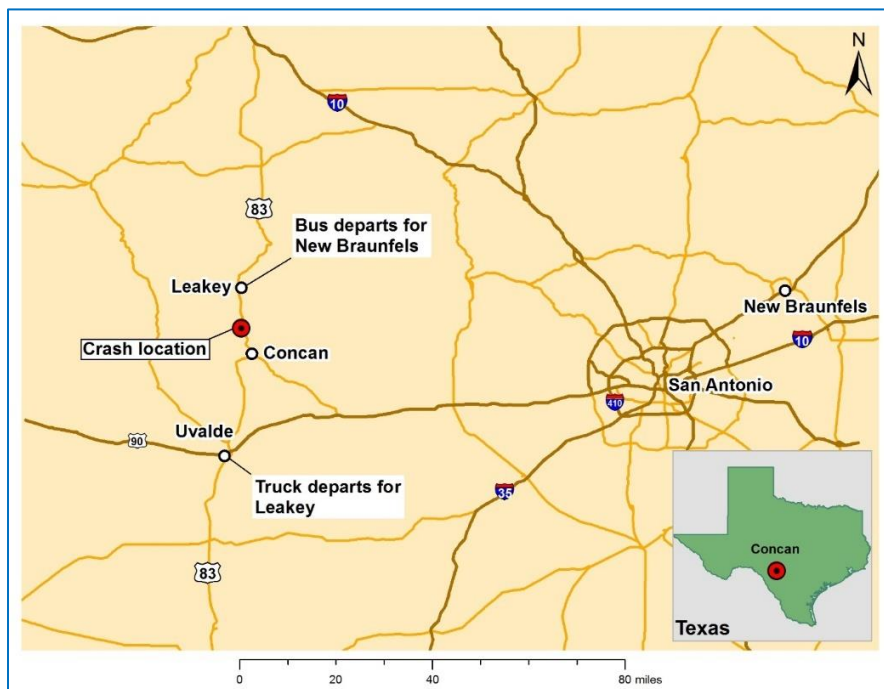 N
10
83
Bus departs for
New Braunfels
Leakey
New Braunfels
Crash location
Concan
10
San Antonio
410
Uvalde
90
Truck departs for
Leakey
35
83
Concan
Texas
0 20 40 80 miles